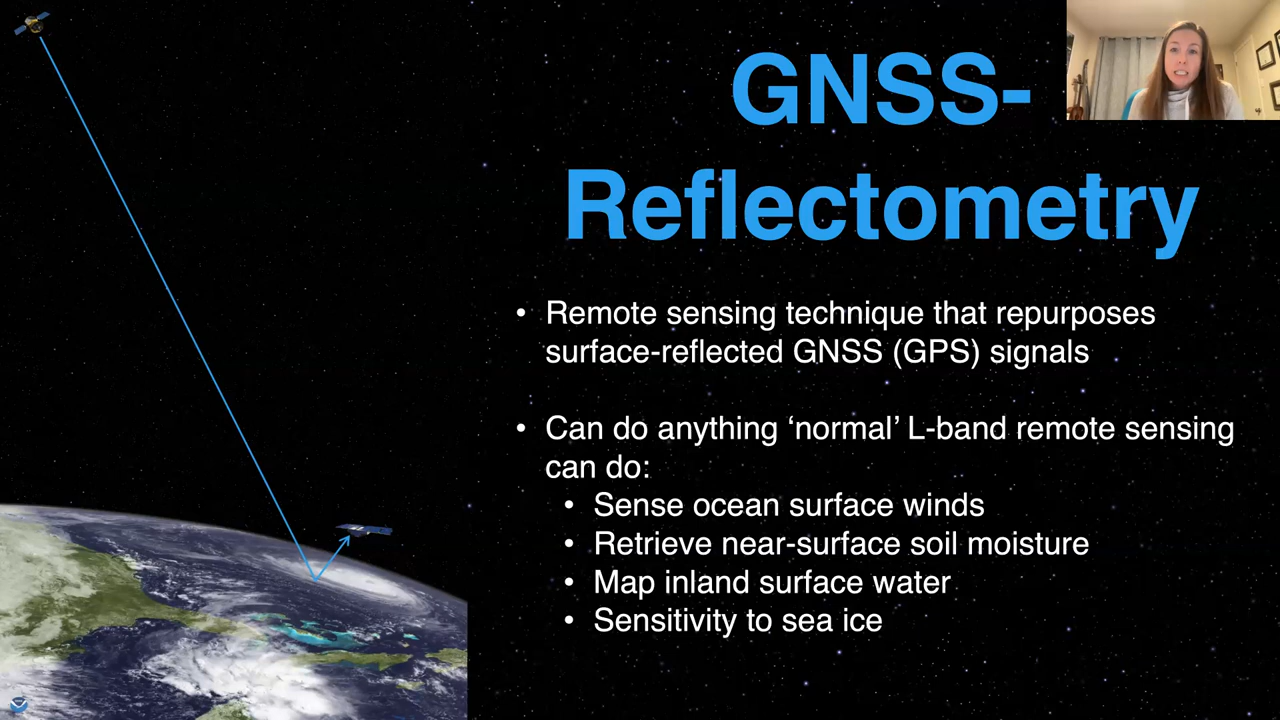 GNSS-
Reflectometry
• Remote sensing technique that repurposes
surface-reflected GNSS (GPS) signals
• Can do anything ‘normal’ L-band remote sensing
can do:
• Sense ocean surface winds
• Retrieve near-surface soil moisture
• Map inland surface water
• Sensitivity to sea ice